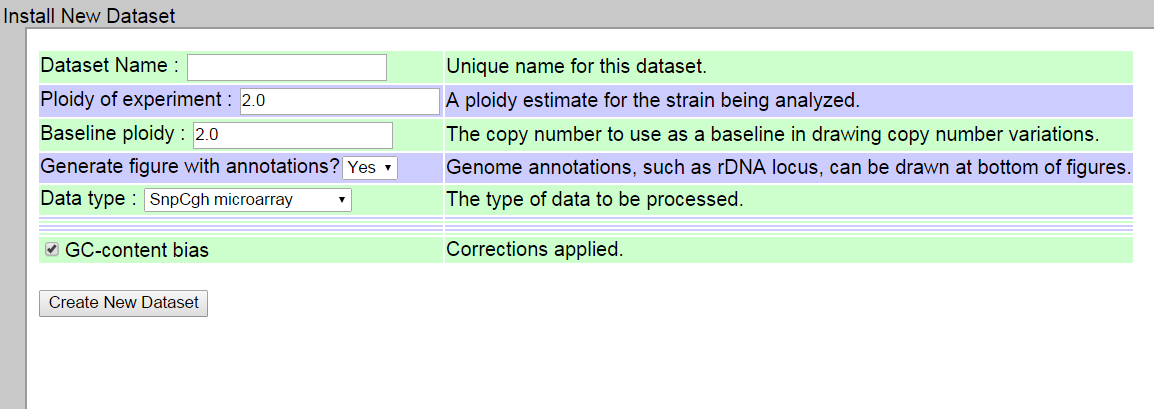 Install New Dataset
Dataset Name : Unique name for this dataset.
Ploidy of experiment : 2.0 A ploidy estimate for the strain being analyzed.
Baseline ploidy : 2.0 The copy number to use as a baseline in drawing copy number variations.
Generate figure with annotations? Yes Genome annotations, such as rDNA locus, can be drawn at bottom of figures.
Data type : SnpCgh microarray The type of data to be processed.
GC-content bias Corrections applied.
Create New Dataset